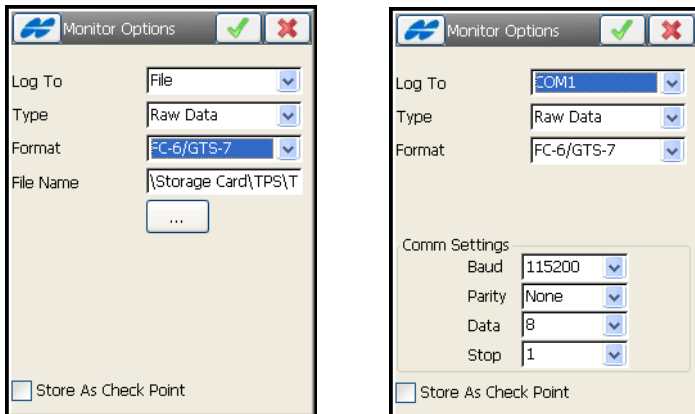 Monitor Options
Log To File
Type Raw Data
Format FC-6/GTS-7
File Name \Storage Card\TPS\T
...
Store As Check Point
Monitor Options
Log To COM1
Type Raw Data
Format FC-6/GTS-7
Comm Settings
Baud 115200
Parity None
Data 8
Stop 1
Store As Check Point